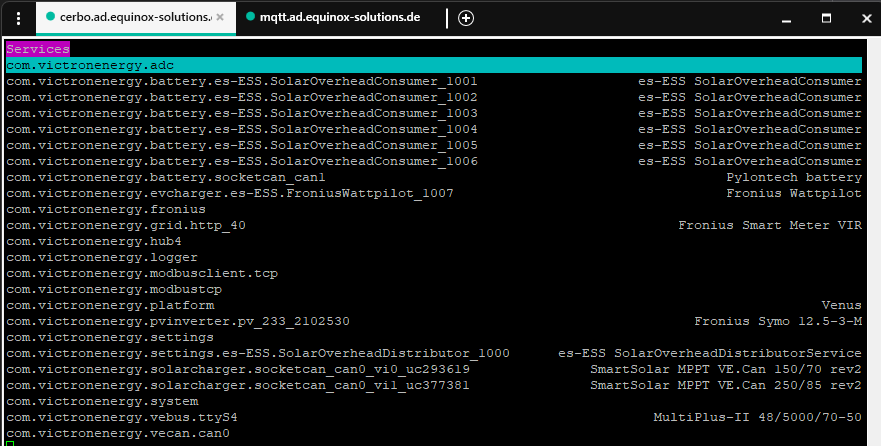 cerbo.ad.equinox-solutions. × mqtt.ad.equinox-solutions.de
Services
com.victronenergy.adc
com.victronenergy.battery.es-ESS.SolarOverheadConsumer_1001 es-ESS SolarOverheadConsumer
com.victronenergy.battery.es-ESS.SolarOverheadConsumer_1002 es-ESS SolarOverheadConsumer
com.victronenergy.battery.es-ESS.SolarOverheadConsumer_1003 es-ESS SolarOverheadConsumer
com.victronenergy.battery.es-ESS.SolarOverheadConsumer_1004 es-ESS SolarOverheadConsumer
com.victronenergy.battery.es-ESS.SolarOverheadConsumer_1005 es-ESS SolarOverheadConsumer
com.victronenergy.battery.es-ESS.SolarOverheadConsumer_1006 es-ESS SolarOverheadConsumer
com.victronenergy.battery.socketcan_can1 Pylontech battery
com.victronenergy.evcharger.es-ESS.FroniusWattpilot_1007 Fronius Wattpilot
com.victronenergy.fronius
com.victronenergy.grid.http_40 Fronius Smart Meter VIR
com.victronenergy.hub4
com.victronenergy.logger
com.victronenergy.modbusclient.tcp
com.victronenergy.modbustcp
com.victronenergy.platform Venus
com.victronenergy.pvinverter.pv_233_2102530 Fronius Symo 12.5-3-M
com.victronenergy.settings
com.victronenergy.settings.es-ESS.SolarOverheadDistributor_1000 es-ESS SolarOverheadDistributorService
com.victronenergy.solarcharger.socketcan_can0_vi0_uc293619 SmartSolar MPPT VE.Can 150/70 rev2
com.victronenergy.solarcharger.socketcan_can0_vi1_uc377381 SmartSolar MPPT VE.Can 250/85 rev2
com.victronenergy.system
com.victronenergy.vebus.ttyS4 MultiPlus-II 48/5000/70-50
com.victronenergy.vecan.can0